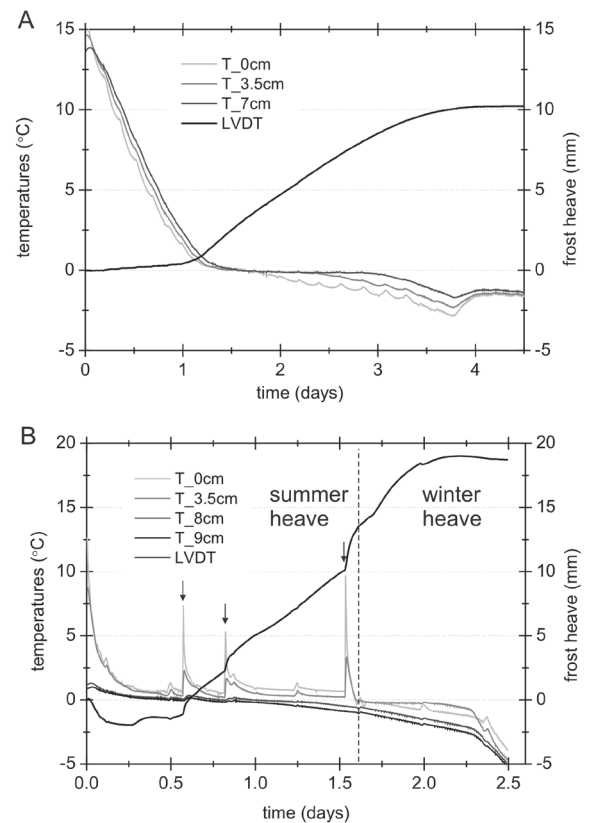 A
15
10
5
0
-5
temperatures (°C)
T_0cm
T_3.5cm
T_7cm
LVDT
15
10
5
0
-5
frost heave (mm)
0 1 2 3 4
time (days)
B
20
15
10
5
0
-5
temperatures (°C)
T_0cm
T_3.5cm
T_8cm
T_9cm
LVDT
summer
heave
winter
heave
20
15
10
5
0
-5
frost heave (mm)
0.0 0.5 1.0 1.5 2.0 2.5
time (days)